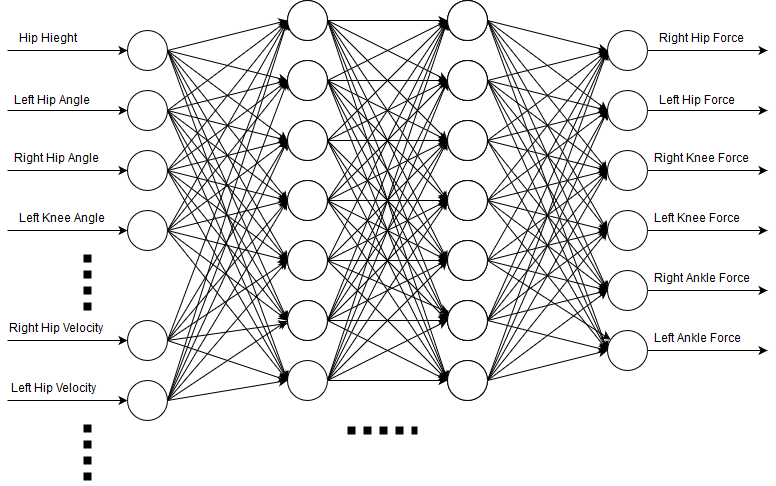 Hip Hieght
Left Hip Angle
Right Hip Angle
Left Knee Angle
Right Hip Velocity
Left Hip Velocity
Right Hip Force
Left Hip Force
Right Knee Force
Left Knee Force
Right Ankle Force
Left Ankle Force